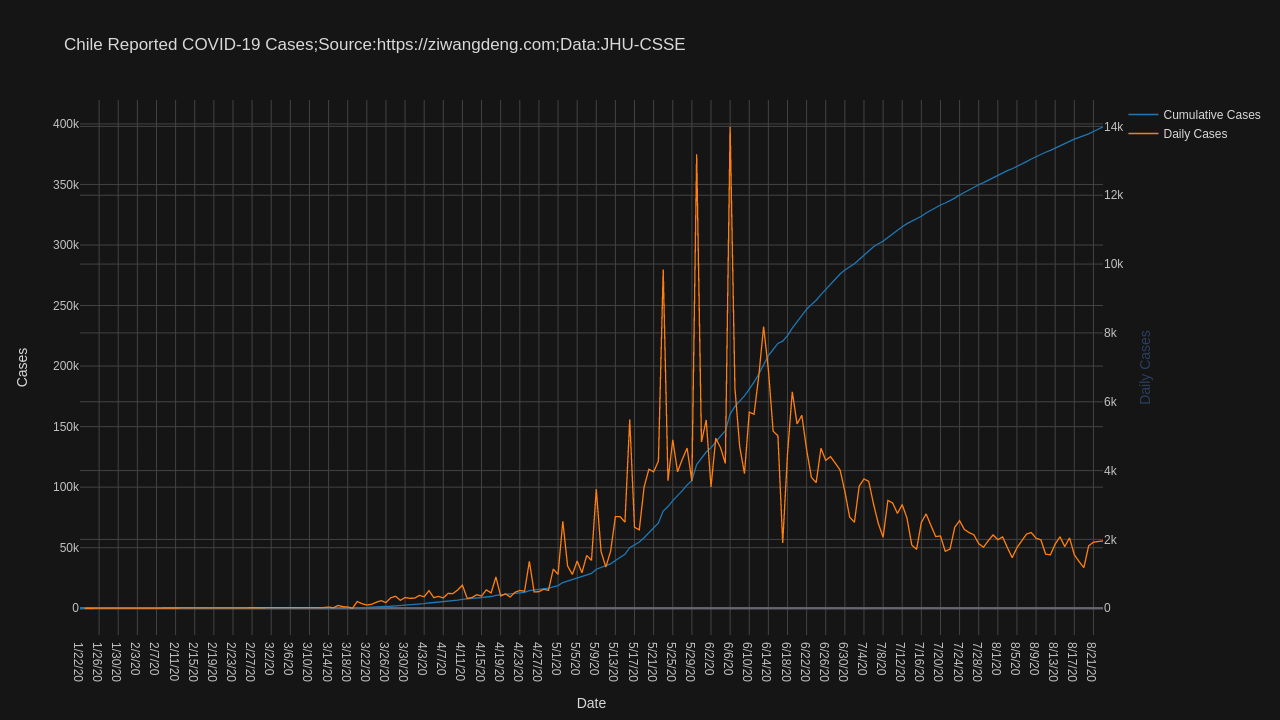 Chile Reported COVID-19 Cases;Source:https://ziwangdeng.com;Data:JHU-CSSE
Cumulative Cases
Daily Cases
400k
350k
300k
250k
200k
150k
100k
50k
0
14k
12k
10k
8k
6k
4k
2k
0
Cases
Daily Cases
1/22/20
1/26/20
1/30/20
2/3/20
2/7/20
2/11/20
2/15/20
2/19/20
2/23/20
2/27/20
3/2/20
3/6/20
3/10/20
3/14/20
3/18/20
3/22/20
3/26/20
3/30/20
4/3/20
4/7/20
4/11/20
4/15/20
4/19/20
4/23/20
4/27/20
5/1/20
5/5/20
5/9/20
5/13/20
5/17/20
5/21/20
5/25/20
5/29/20
6/2/20
6/6/20
6/10/20
6/14/20
6/18/20
6/22/20
6/26/20
6/30/20
7/4/20
7/8/20
7/12/20
7/16/20
7/20/20
7/24/20
7/28/20
8/1/20
8/5/20
8/9/20
8/13/20
8/17/20
8/21/20
Date